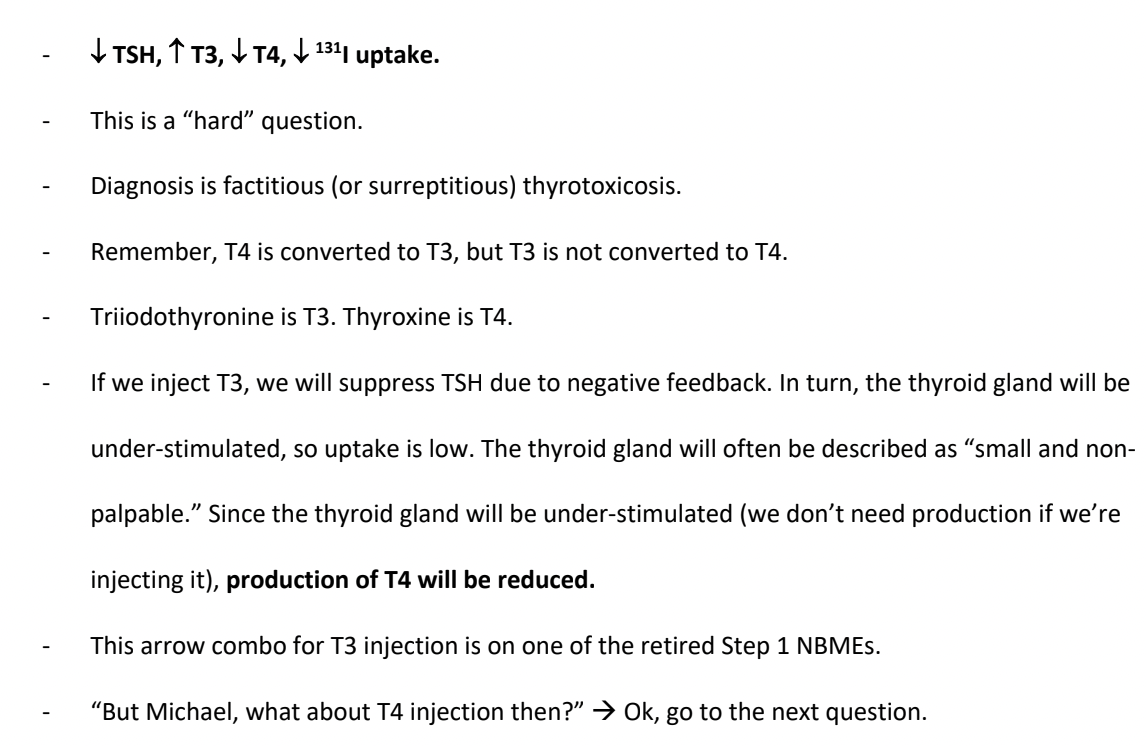 - ↓ TSH, ↑ T3, ↓ T4, ↓ ¹³¹I uptake.
- This is a “hard” question.
- Diagnosis is factitious (or surreptitious) thyrotoxicosis.
- Remember, T4 is converted to T3, but T3 is not converted to T4.
- Triiodothyronine is T3. Thyroxine is T4.
- If we inject T3, we will suppress TSH due to negative feedback. In turn, the thyroid gland will be
under-stimulated, so uptake is low. The thyroid gland will often be described as “small and non-
palpable.” Since the thyroid gland will be under-stimulated (we don’t need production if we’re
injecting it), production of T4 will be reduced.
- This arrow combo for T3 injection is on one of the retired Step 1 NBMEs.
- “But Michael, what about T4 injection then?” → Ok, go to the next question.